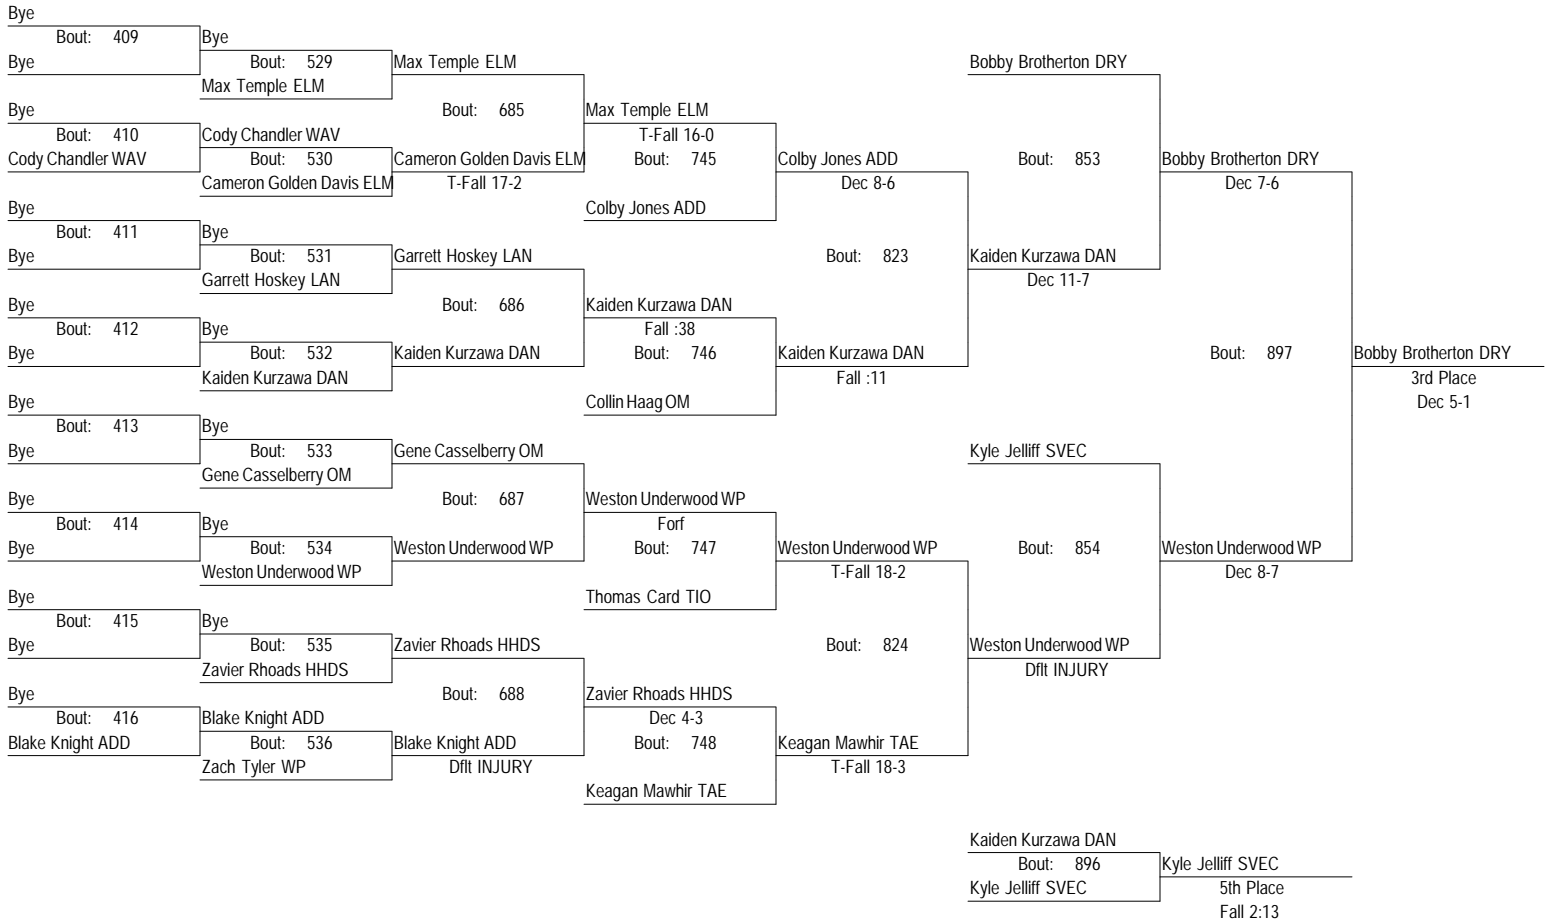 Bye
Bout: 409
Bye
Bye
Bout: 410
Cody Chandler WAV
Bye
Bout: 411
Bye
Bye
Bout: 412
Bye
Bye
Bout: 413
Bye
Bye
Bout: 414
Bye
Bye
Bout: 415
Bye
Bye
Bout: 416
Blake Knight ADD
Bye
Bout: 529
Max Temple ELM
Cody Chandler WAV
Bout: 530
Cameron Golden Davis ELM
Bye
Bout: 531
Garrett Hoskey LAN
Bye
Bout: 532
Kaiden Kurzawa DAN
Bye
Bout: 533
Gene Casselberry OM
Bye
Bout: 534
Weston Underwood WP
Bye
Bout: 535
Zavier Rhoads HHDS
Blake Knight ADD
Bout: 536
Zach Tyler WP
Max Temple ELM
Bout: 685
Cameron Golden Davis ELM
T-Fall 17-2
Garrett Hoskey LAN
Bout: 686
Kaiden Kurzawa DAN
Gene Casselberry OM
Bout: 687
Weston Underwood WP
Zavier Rhoads HHDS
Bout: 688
Blake Knight ADD
Dflt INJURY
Max Temple ELM
T-Fall 16-0
Bout: 745
Colby Jones ADD
Kaiden Kurzawa DAN
Fall :38
Bout: 746
Collin Haag OM
Weston Underwood WP
Forf
Bout: 747
Thomas Card TIO
Zavier Rhoads HHDS
Dec 4-3
Bout: 748
Keagan Mawhir TAE
Colby Jones ADD
Dec 8-6
Bout: 823
Kaiden Kurzawa DAN
Fall :11
Weston Underwood WP
T-Fall 18-2
Bout: 824
Keagan Mawhir TAE
T-Fall 18-3
Bobby Brotherton DRY
Bout: 853
Kaiden Kurzawa DAN
Dec 11-7
Kyle Jelliff SVEC
Bout: 854
Weston Underwood WP
Dflt INJURY
Bobby Brotherton DRY
Dec 7-6
Bout: 897
Weston Underwood WP
Dec 8-7
Bobby Brotherton DRY
3rd Place
Dec 5-1
Kaiden Kurzawa DAN
Bout: 896
Kyle Jelliff SVEC
Kyle Jelliff SVEC
5th Place
Fall 2:13